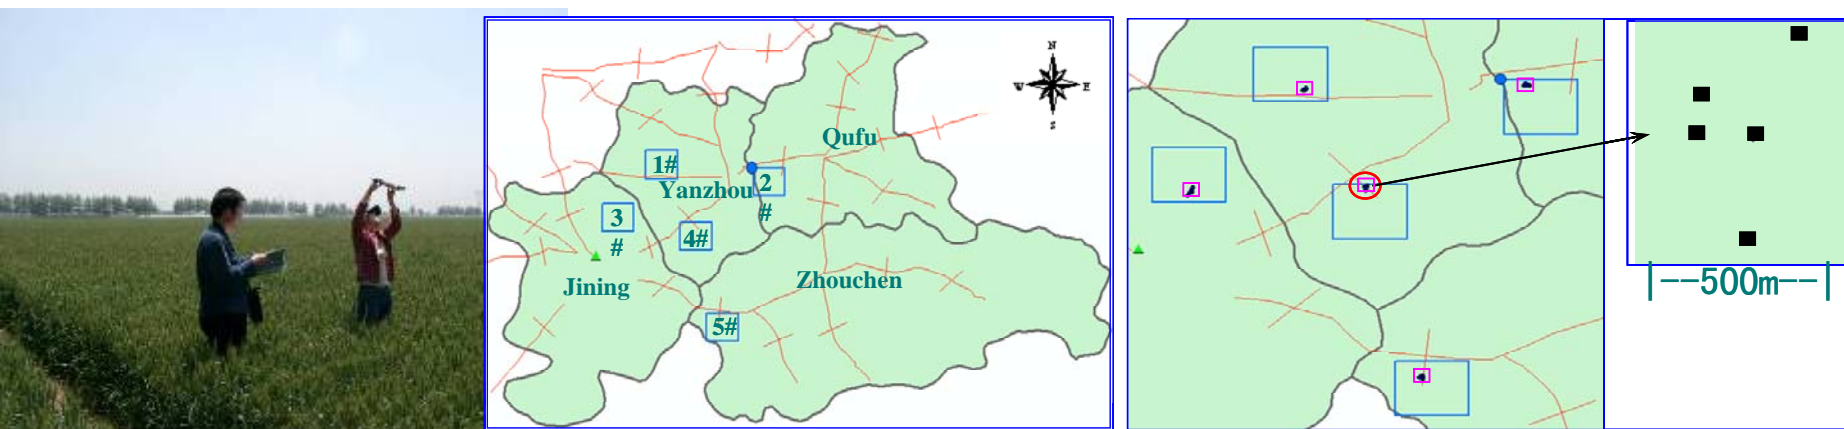 N
W E
S
Qufu
1#
Yanzhou
2
#
3
#
4#
Jining
Zhouchen
5#
|--500m--|